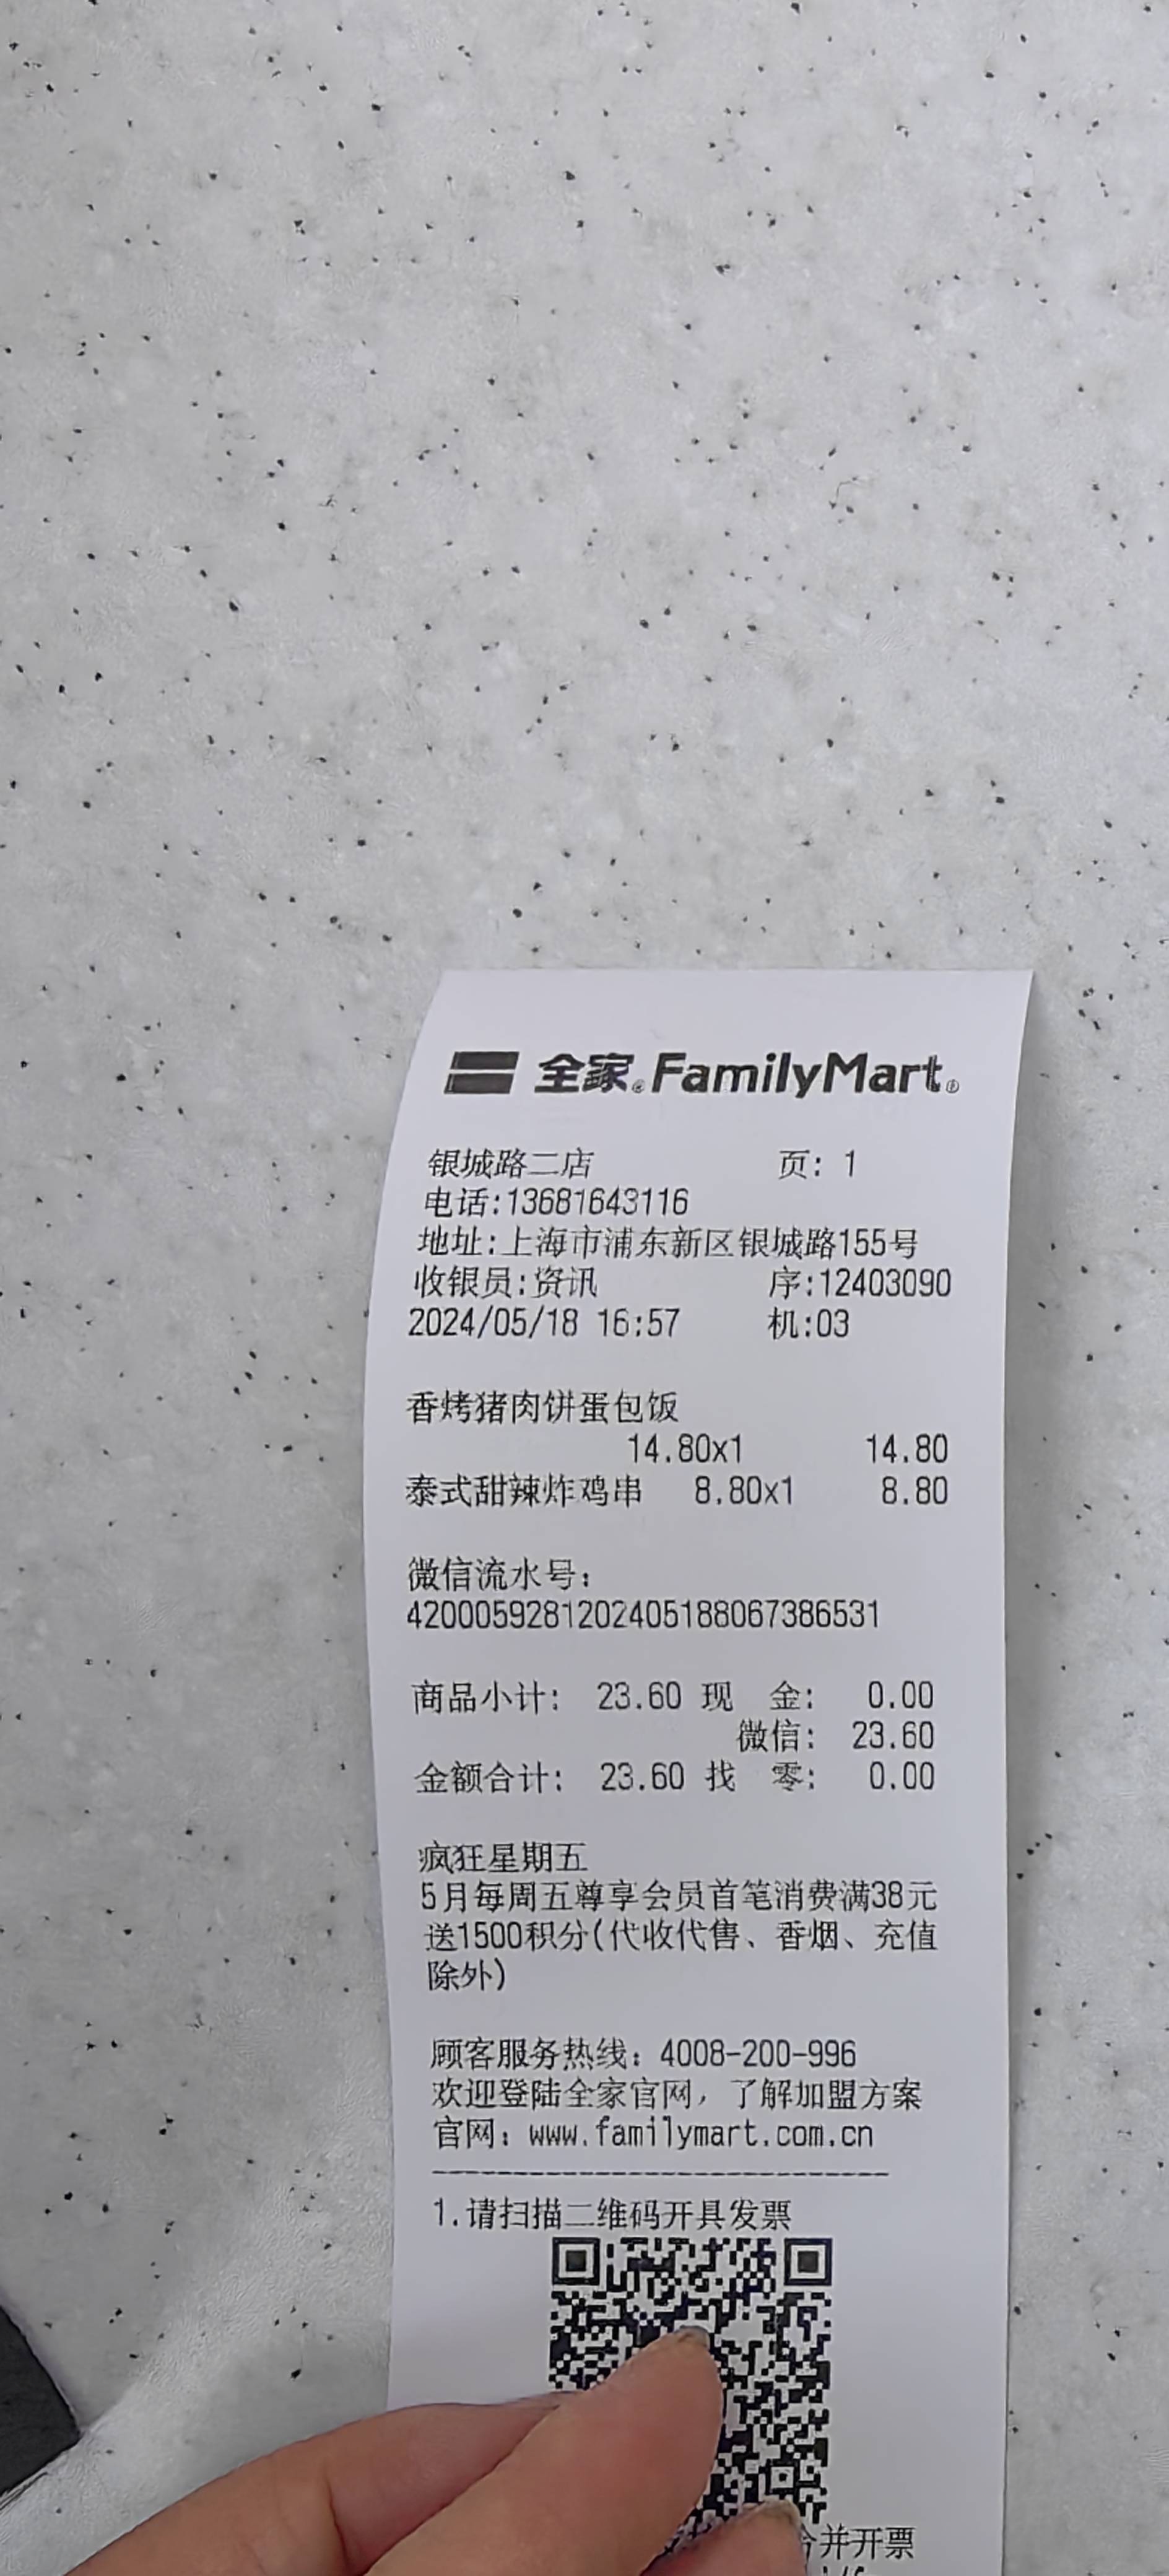 全家 FamilyMart
银城路二店 页: 1
电话:13681643116
地址:上海市浦东新区银城路155号
收银员:资讯 序:12403090
2024/05/18 16:57 机:03
香烤猪肉饼蛋包饭
14.80x1 14.80
泰式甜辣炸鸡串 8.80x1 8.80
微信流水号:
4200059281202405188067386531
商品小计: 23.60 现 金: 0.00
微信: 23.60
金额合计: 23.60 找 零: 0.00
疯狂星期五
5月每周五尊享会员首笔消费满38元
送1500积分(代收代售、香烟、充值
除外)
顾客服务热线: 4008-200-996
欢迎登陆全家官网, 了解加盟方案
官网: www.familymart.com.cn
1.请扫描二维码开具发票
并开票